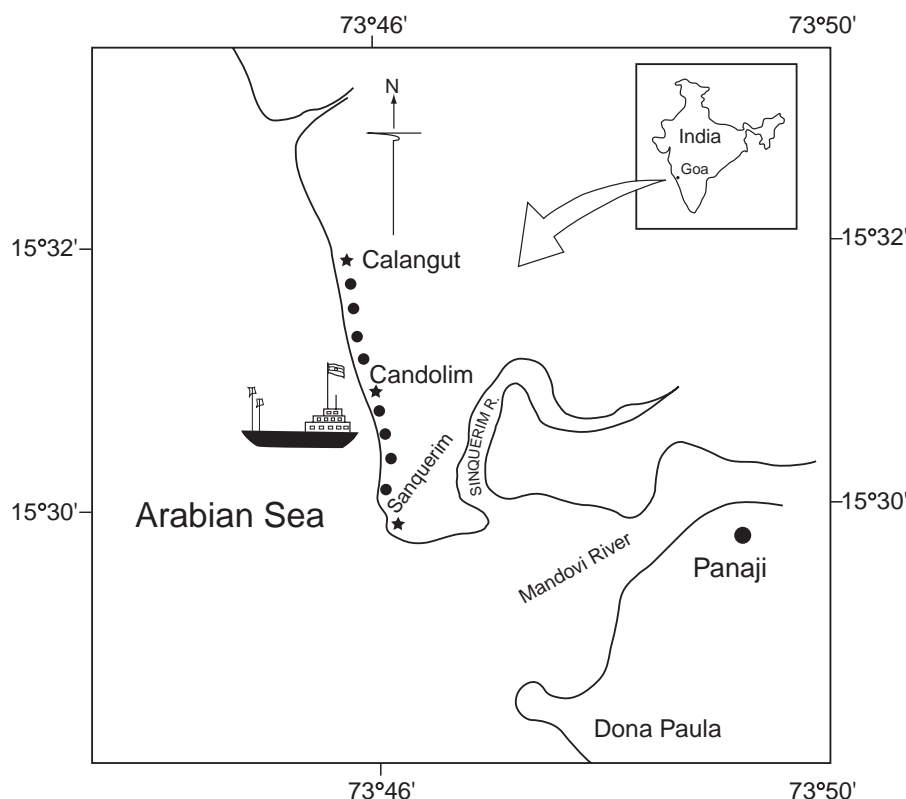 73°46'
73°50'
N
India
Goa
15°32'
15°32'
Calangut
Candolim
Sanquerim
SINQUERIM R.
Arabian Sea
15°30'
15°30'
Mandovi River
Panaji
Dona Paula
73°46'
73°50'